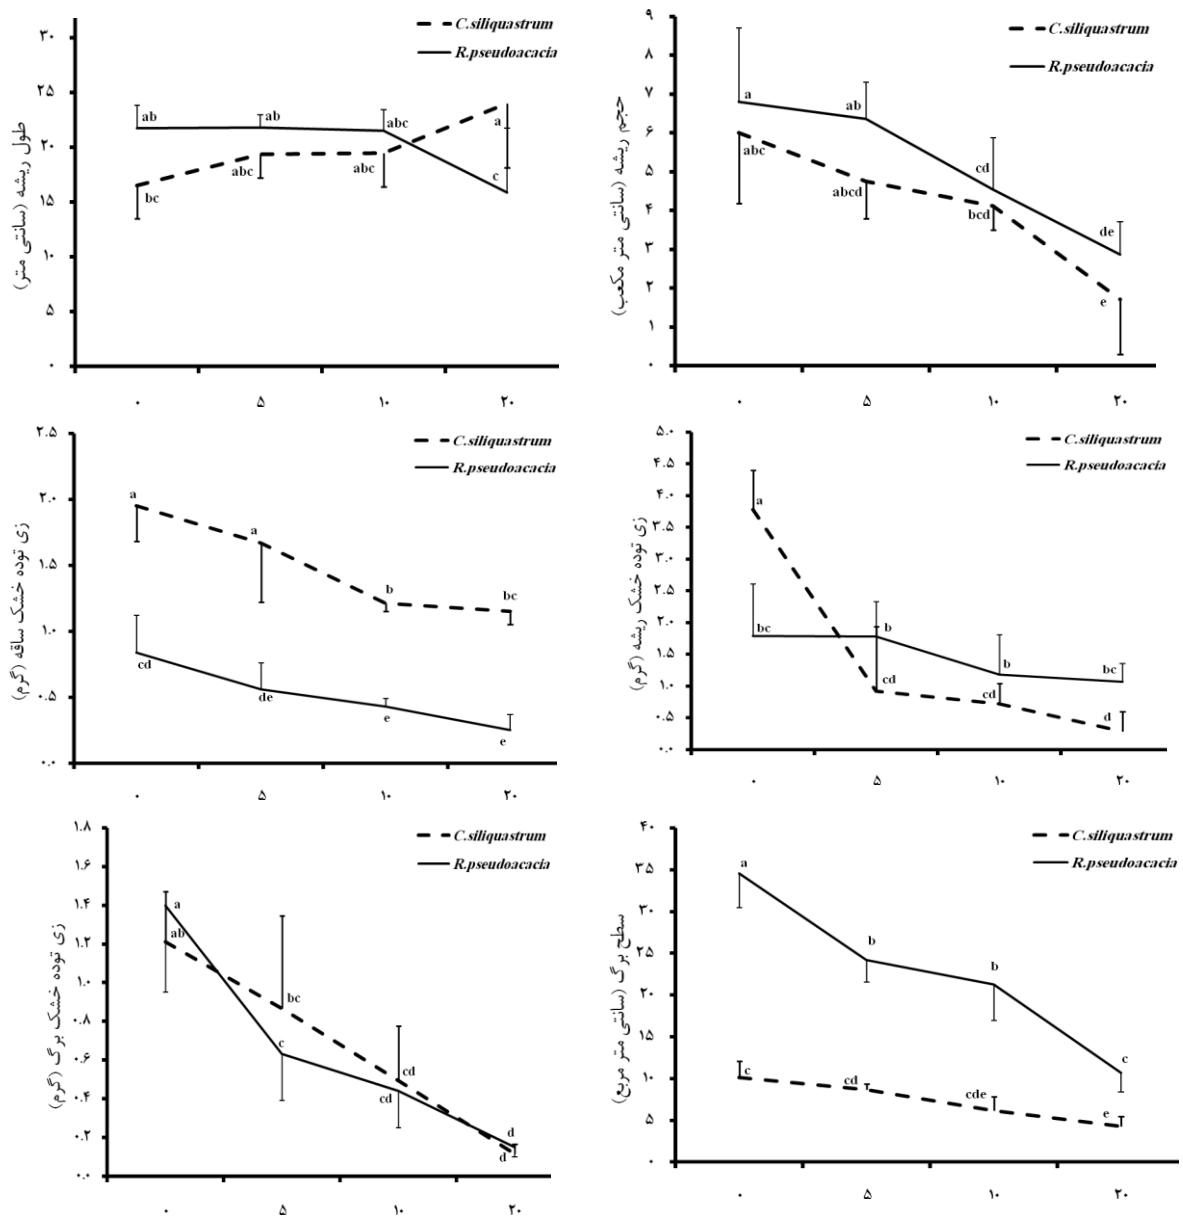 C.siliquastrum
R.pseudoacacia
طول ریشه (سانتی متر)
۳۰
۲۵
۲۰
۱۵
۱۰
۵
۰
ab
ab
abc
a
bc
abc
abc
c
۰ ۵ ۱۰ ۲۰
C.siliquastrum
R.pseudoacacia
حجم ریشه (سانتی متر مکعب)
۹
۸
۷
۶
۵
۴
۳
۲
۱
۰
a
ab
cd
de
abc
abcd
bcd
e
۰ ۵ ۱۰ ۲۰
C.siliquastrum
R.pseudoacacia
زی توده خشک ساقه (گرم)
۲.۵
۲.۰
۱.۵
۱.۰
۰.۵
۰.۰
a
a
b
bc
cd
de
e
e
۰ ۵ ۱۰ ۲۰
C.siliquastrum
R.pseudoacacia
زی توده خشک ریشه (گرم)
۵.۰
۴.۵
۴.۰
۳.۵
۳.۰
۲.۵
۲.۰
۱.۵
۱.۰
۰.۵
۰.۰
a
bc
b
b
bc
cd
cd
d
۰ ۵ ۱۰ ۲۰
C.siliquastrum
R.pseudoacacia
زی توده خشک برگ (گرم)
۱.۸
۱.۶
۱.۴
۱.۲
۱.۰
۰.۸
۰.۶
۰.۴
۰.۲
۰.۰
a
ab
bc
c
cd
cd
d
d
۰ ۵ ۱۰ ۲۰
C.siliquastrum
R.pseudoacacia
سطح برگ (سانتی متر مربع)
۴۰
۳۵
۳۰
۲۵
۲۰
۱۵
۱۰
۵
۰
a
b
b
c
c
cd
cde
e
۰ ۵ ۱۰ ۲۰